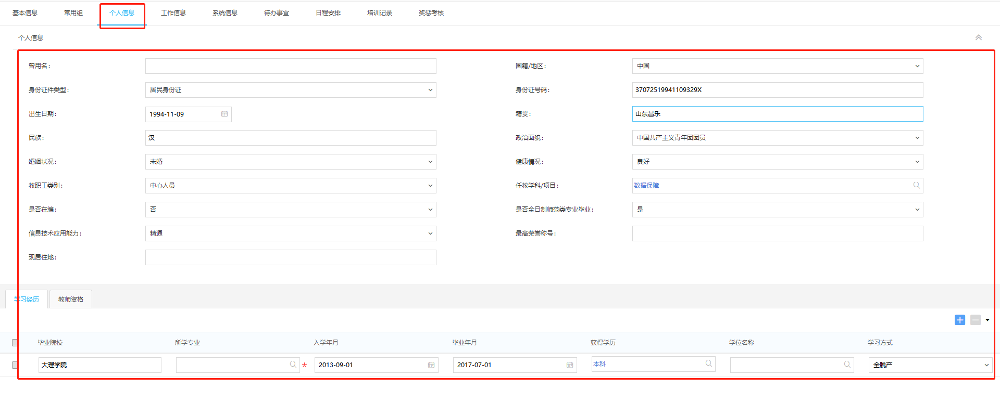 基本信息 常用组 个人信息 工作信息 系统信息 待办事宜 日程安排 培训记录 奖惩考核
个人信息
曾用名: 国籍/地区: 中国
身份证件类型: 居民身份证 身份证号码: 37072519941109329X
出生日期: 1994-11-09 籍贯: 山东昌乐
民族: 汉 政治面貌: 中国共产主义青年团团员
婚姻状况: 未婚 健康情况: 良好
教职工类别: 中心人员 任教学科/项目: 数据保障
是否在编: 否 是否全日制师范类专业毕业: 是
信息技术应用能力: 精通 最高荣誉称号:
现居住地:
学习经历 教师资格
毕业院校 所学专业 入学年月 毕业年月 获得学历 学位名称 学习方式
大理学院 * 2013-09-01 2017-07-01 本科 全脱产